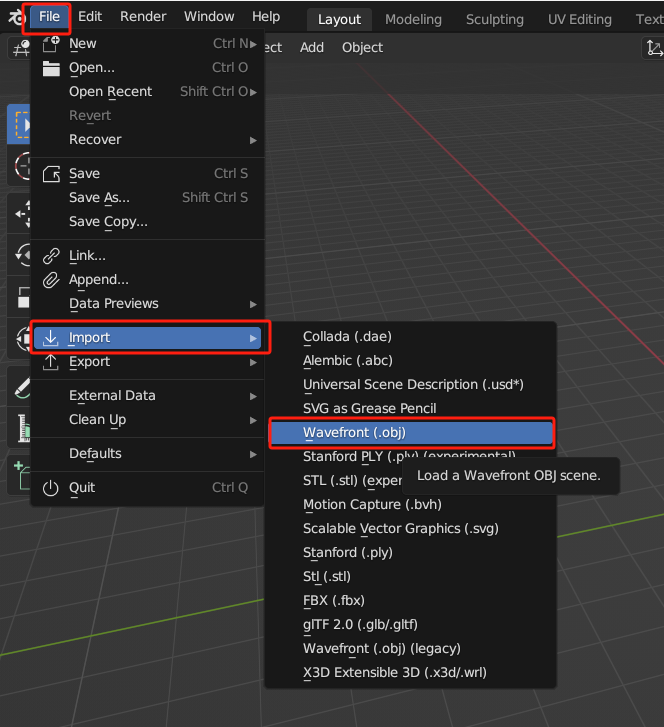 File Edit Render Window Help Layout Modeling Sculpting UV Editing Text
ect Add Object
New Ctrl N
Open... Ctrl O
Open Recent Shift Ctrl O
Revert
Recover
Save Ctrl S
Save As... Shift Ctrl S
Save Copy...
Link...
Append...
Data Previews
Import
Export
External Data
Clean Up
Defaults
Quit Ctrl Q
Collada (.dae)
Alembic (.abc)
Universal Scene Description (.usd*)
SVG as Grease Pencil
Wavefront (.obj)
Stanford PLY (.ply) (experimental)
STL (.stl) (exper
Load a Wavefront OBJ scene.
Motion Capture (.bvh)
Scalable Vector Graphics (.svg)
Stanford (.ply)
Stl (.stl)
FBX (.fbx)
glTF 2.0 (.glb/.gltf)
Wavefront (.obj) (legacy)
X3D Extensible 3D (.x3d/.wrl)